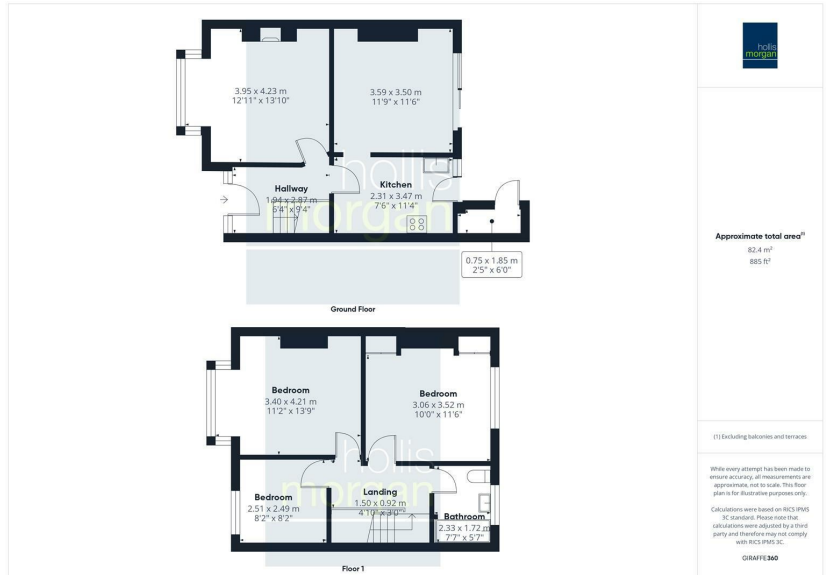 3.95 x 4.23 m
12'11" x 13'10"
3.59 x 3.50 m
11'9" x 11'6"
Hallway
1.94 x 2.87 m
6'4" x 9'4"
Kitchen
2.31 x 3.47 m
7'6" x 11'4"
0.75 x 1.85 m
2'5" x 6'0"
hollis
morgan
Ground Floor
Bedroom
3.40 x 4.21 m
11'2" x 13'9"
Bedroom
3.06 x 3.52 m
10'0" x 11'6"
Bedroom
2.51 x 2.49 m
8'2" x 8'2"
Landing
1.50 x 0.92 m
4'10" x 3'0"
Bathroom
2.33 x 1.72 m
7'7" x 5'7"
hollis
morgan
Floor 1
hollis
morgan
Approximate total area(1)
82.4 m²
885 ft²
(1) Excluding balconies and terraces
While every attempt has been made to
ensure accuracy, all measurements are
approximate, not to scale. This floor
plan is for illustrative purposes only.
Calculations were based on RICS IPMS
3C standard. Please note that
calculations were adjusted by a third
party and therefore may not comply
with RICS IPMS 3C.
GIRAFFE360